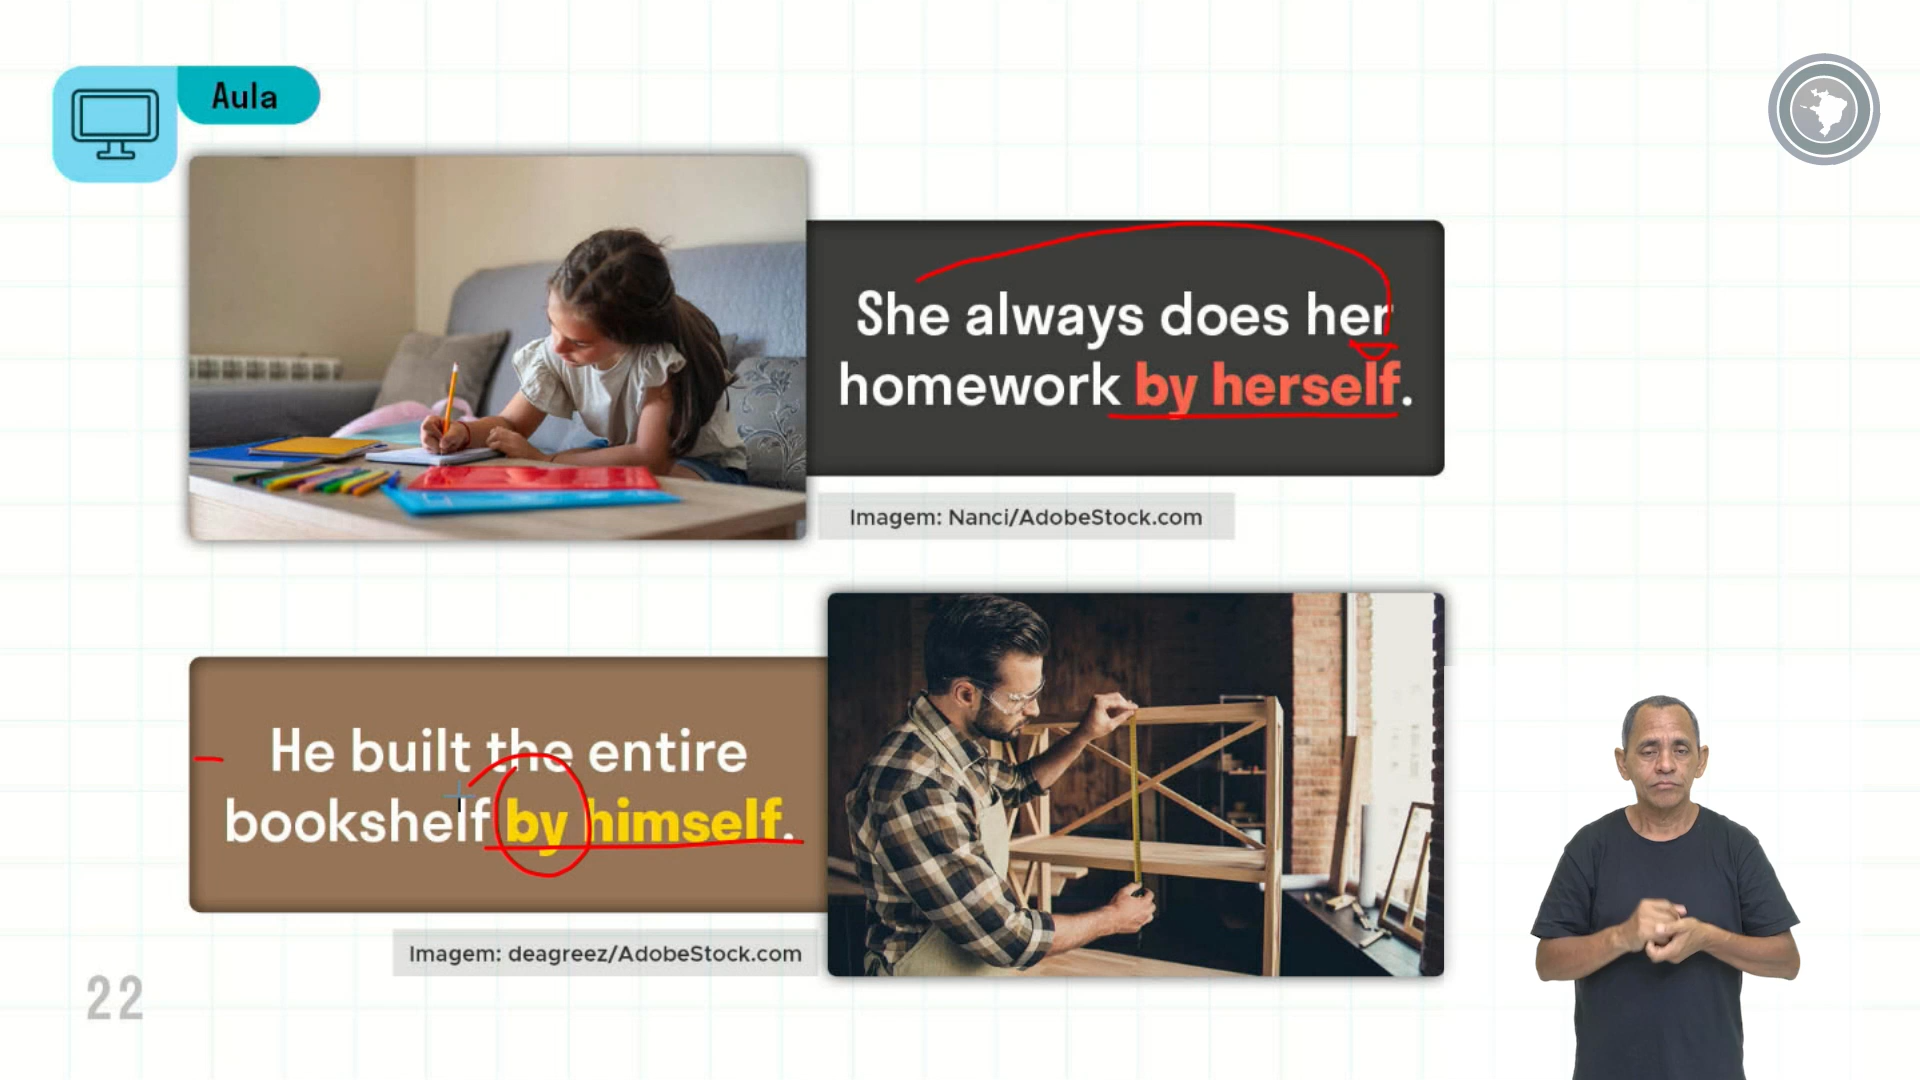 Aula
She always does her
homework by herself.
Imagem: Nanci/AdobeStock.com
He built the entire
bookshelf by himself.
Imagem: deagreez/AdobeStock.com
22